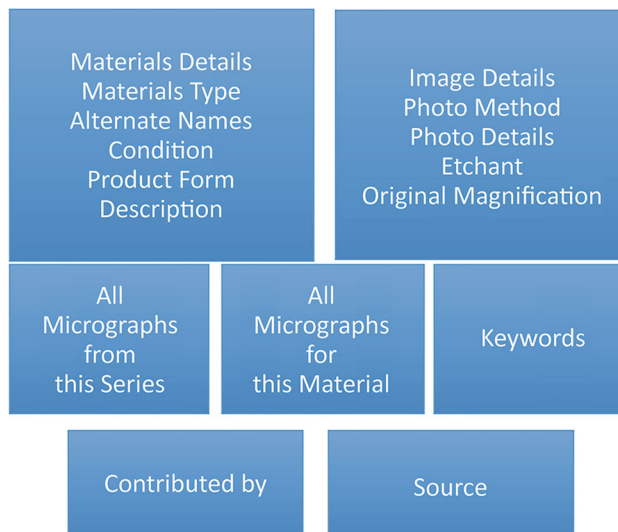 Materials Details
Materials Type
Alternate Names
Condition
Product Form
Description
Image Details
Photo Method
Photo Details
Etchant
Original Magnification
All
Micrographs
from
this Series
All
Micrographs
for
this Material
Keywords
Contributed by
Source